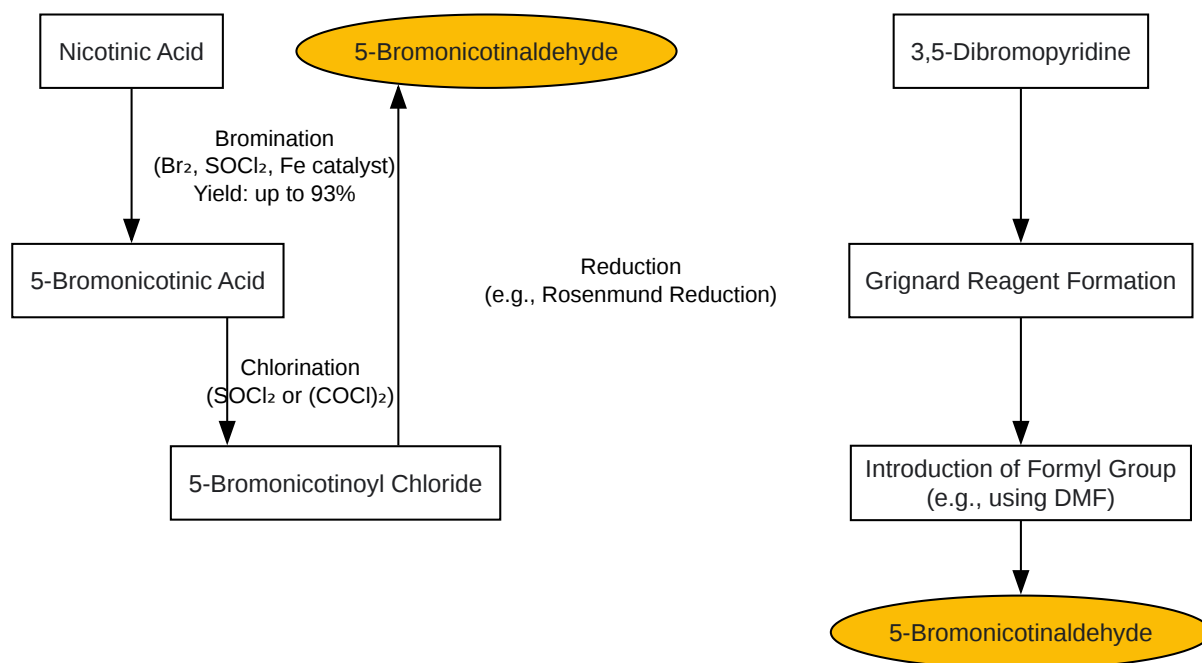 Nicotinic Acid
5-Bromonicotinaldehyde
Bromination
(Br₂, SOCl₂, Fe catalyst)
Yield: up to 93%
5-Bromonicotinic Acid
Reduction
(e.g., Rosenmund Reduction)
Chlorination
(SOCl₂ or (COCl)₂)
5-Bromonicotinoyl Chloride
3,5-Dibromopyridine
Grignard Reagent Formation
Introduction of Formyl Group
(e.g., using DMF)
5-Bromonicotinaldehyde